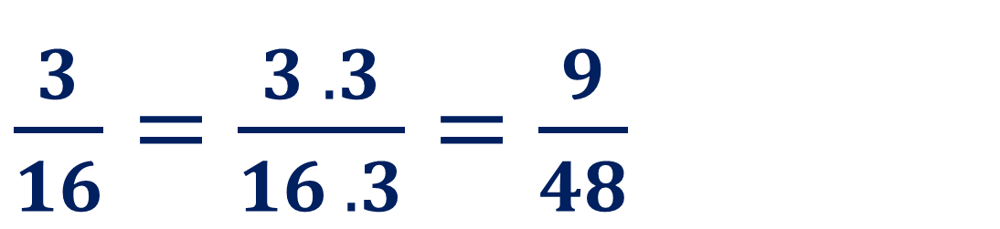 3/16 = 3 .3/16 .3 = 9/48